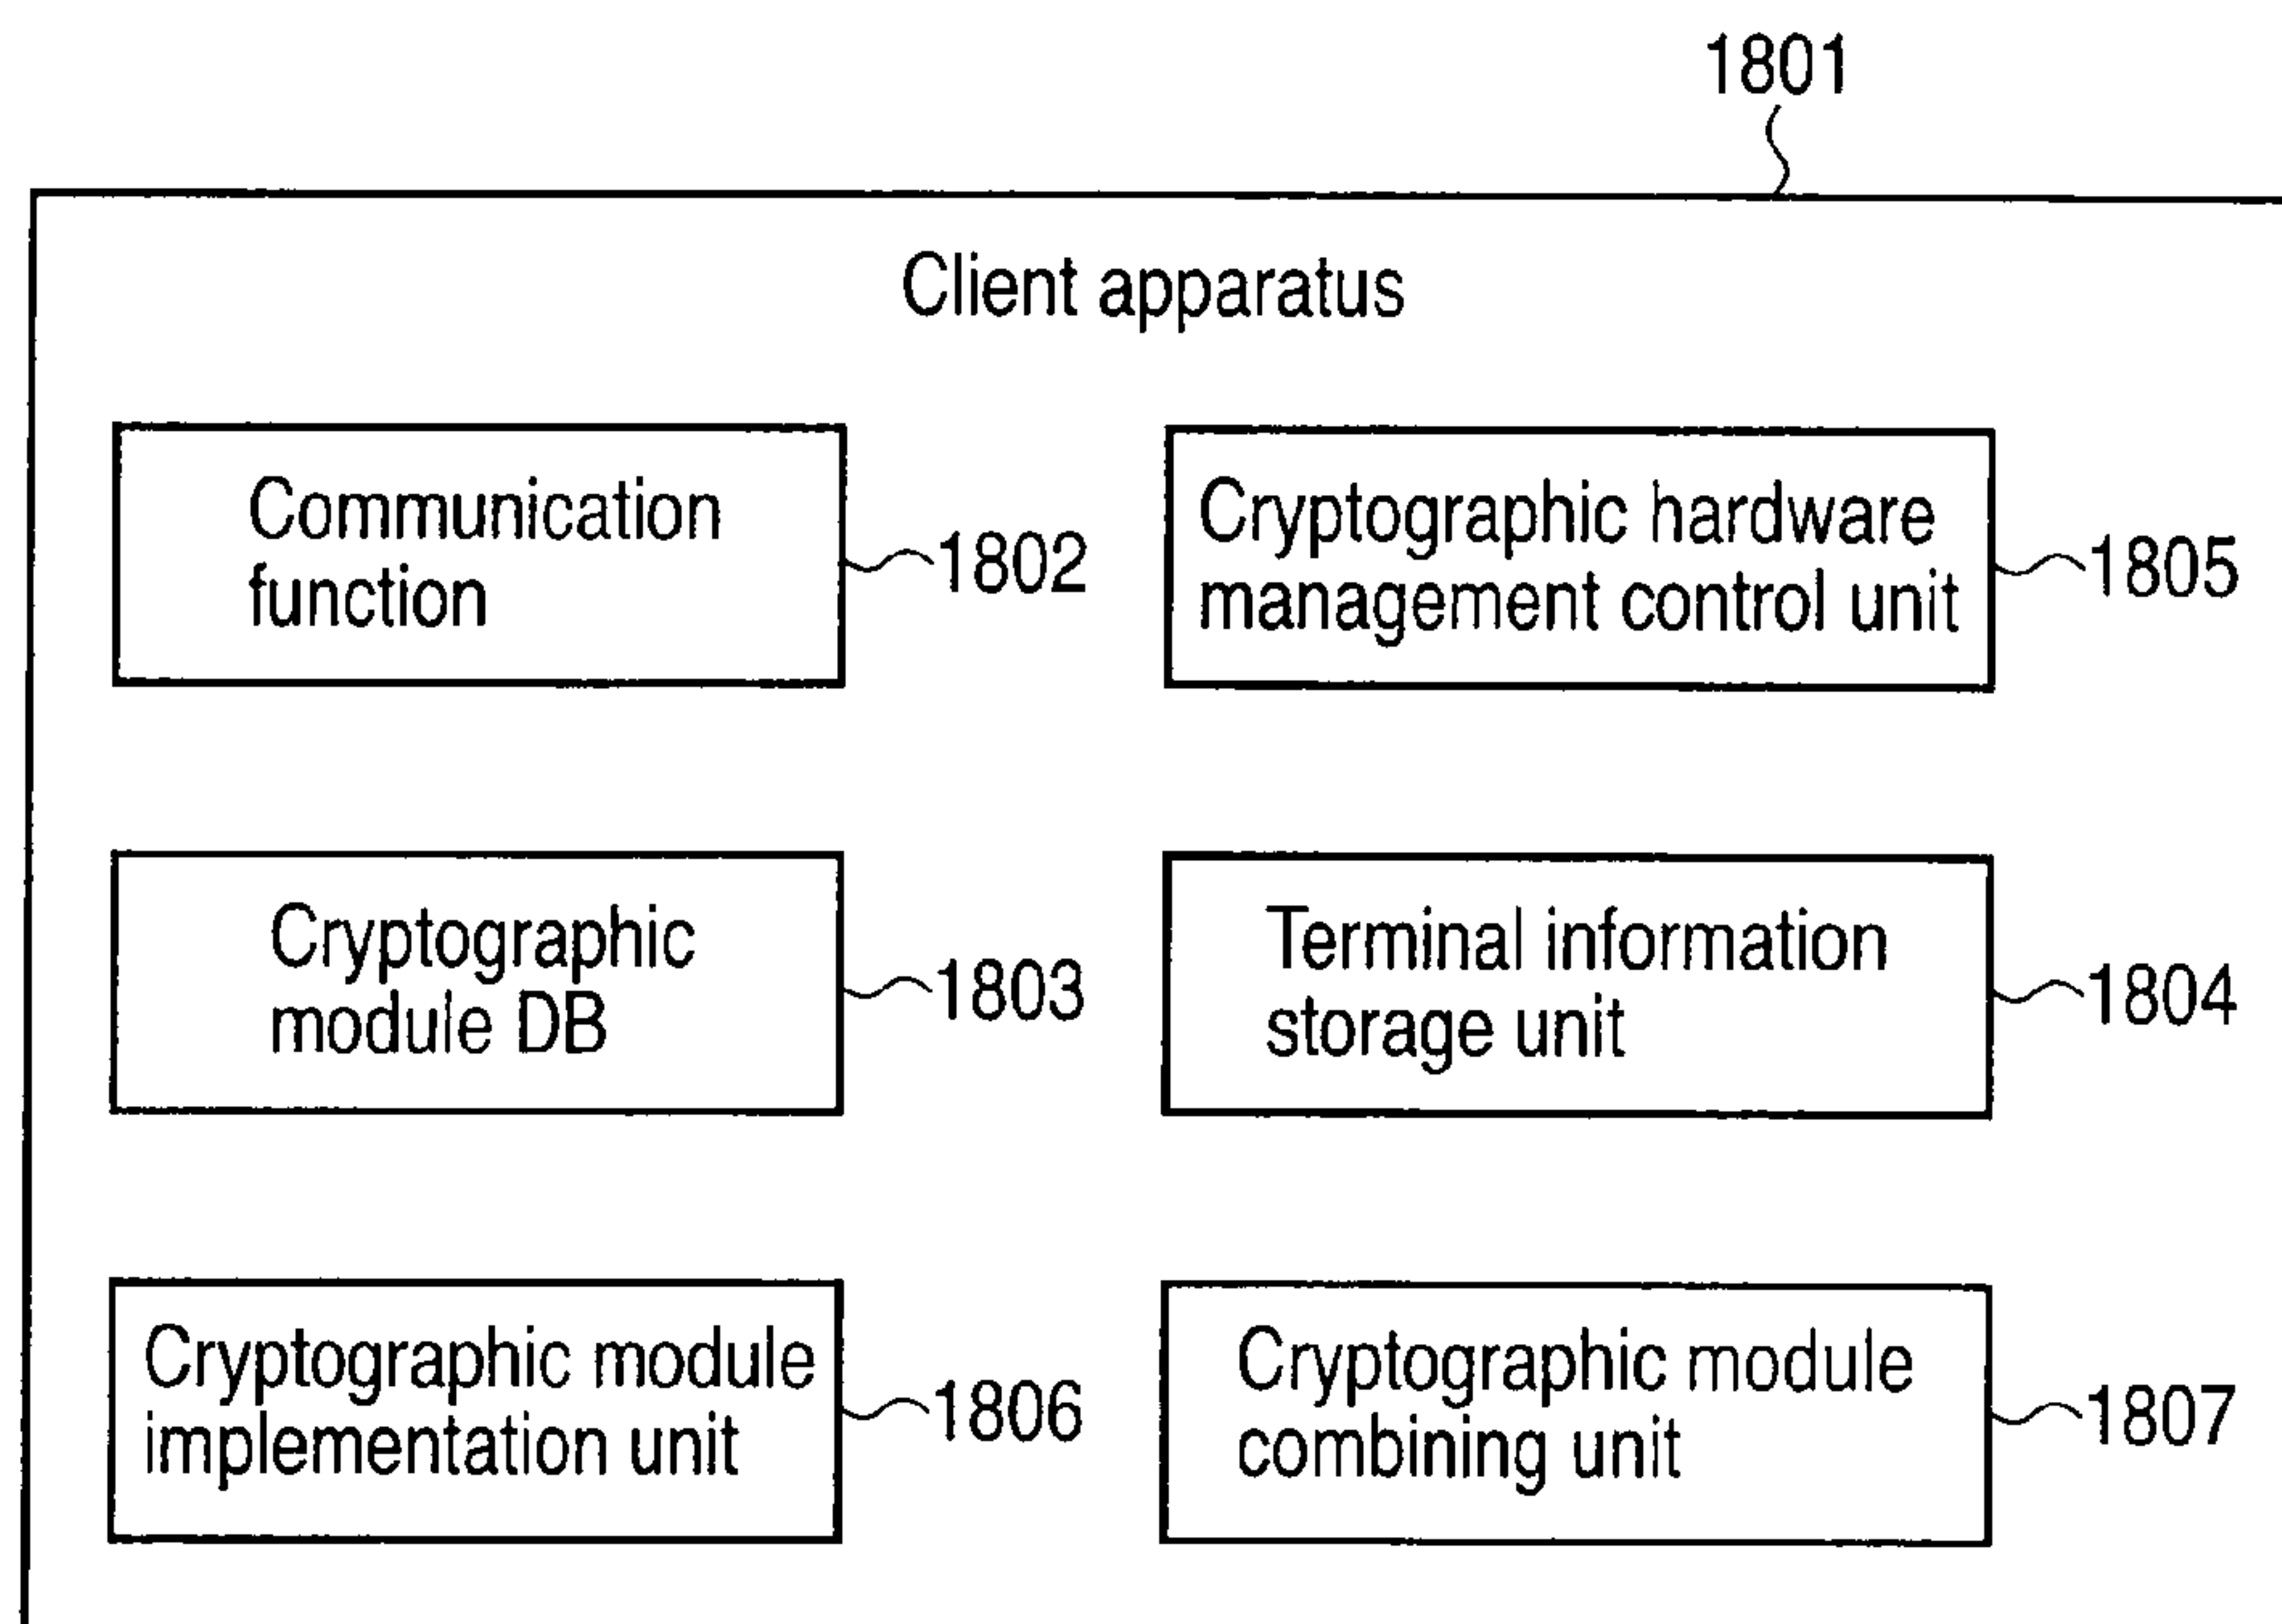 1801
Client apparatus
Communication
function
1802
Cryptographic hardware
management control unit
1805
Cryptographic
module DB
1803
Terminal information
storage unit
1804
Cryptographic module
implementation unit
1806
Cryptographic module
combining unit
1807